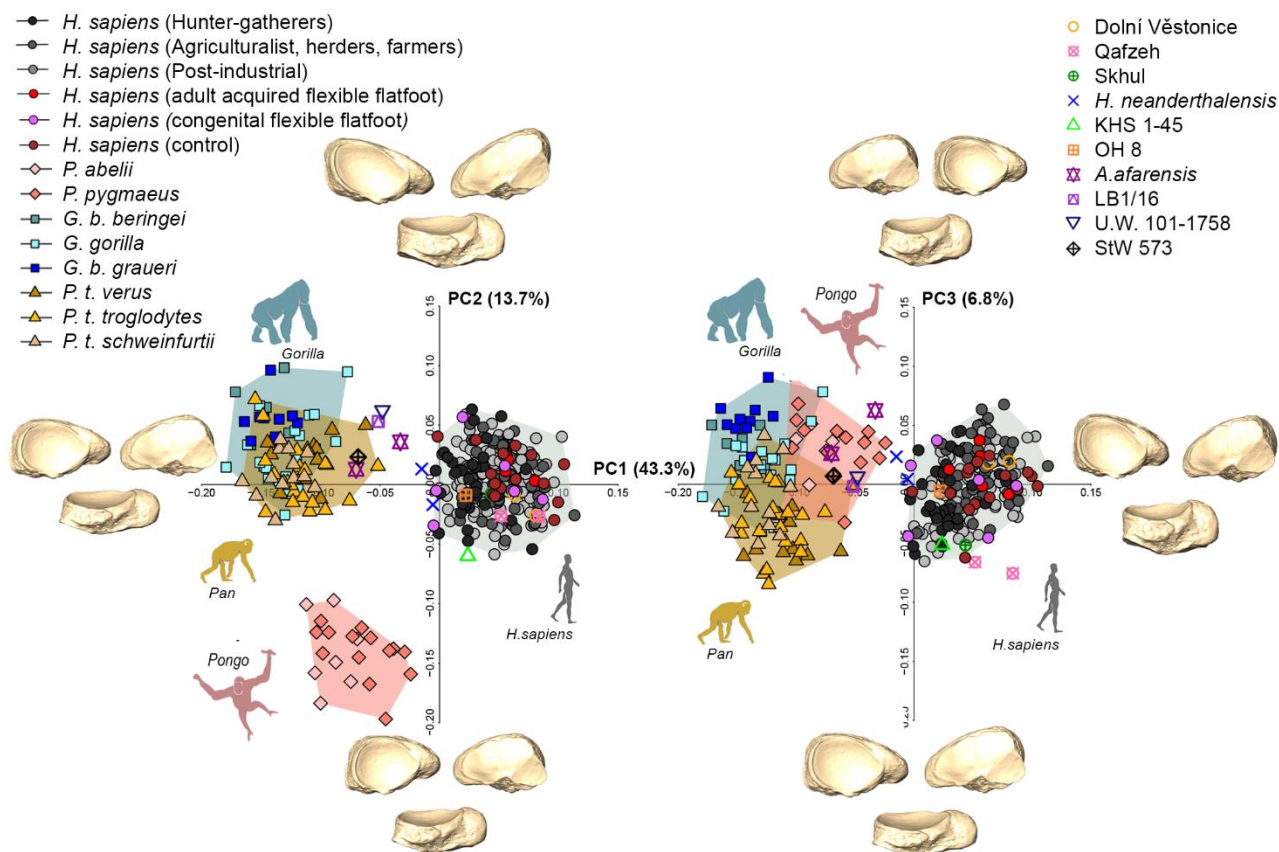 H. sapiens (Hunter-gatherers)
H. sapiens (Agriculturalist, herders, farmers)
H. sapiens (Post-industrial)
H. sapiens (adult acquired flexible flatfoot)
H. sapiens (congenital flexible flatfoot)
H. sapiens (control)
P. abelii
P. pygmaeus
G. b. beringei
G. gorilla
G. b. graueri
P. t. verus
P. t. troglodytes
P. t. schweinfurtii
Dolní Věstonice
Qafzeh
Skhul
H. neanderthalensis
KHS 1-45
OH 8
A.afarensis
LB1/16
U.W. 101-1758
StW 573
PC2 (13.7%)
0.15
0.10
0.05
0.00
-0.05
-0.10
-0.15
-0.20
-0.20
-0.10
-0.05
0.05
0.10
0.15
PC1 (43.3%)
Gorilla
Pan
Pongo
H.sapiens
PC3 (6.8%)
0.15
0.10
0.05
-0.10
-0.15
-0.20
-0.20
-0.10
-0.05
0.05
0.10
0.15
Gorilla
Pongo
Pan
H.sapiens